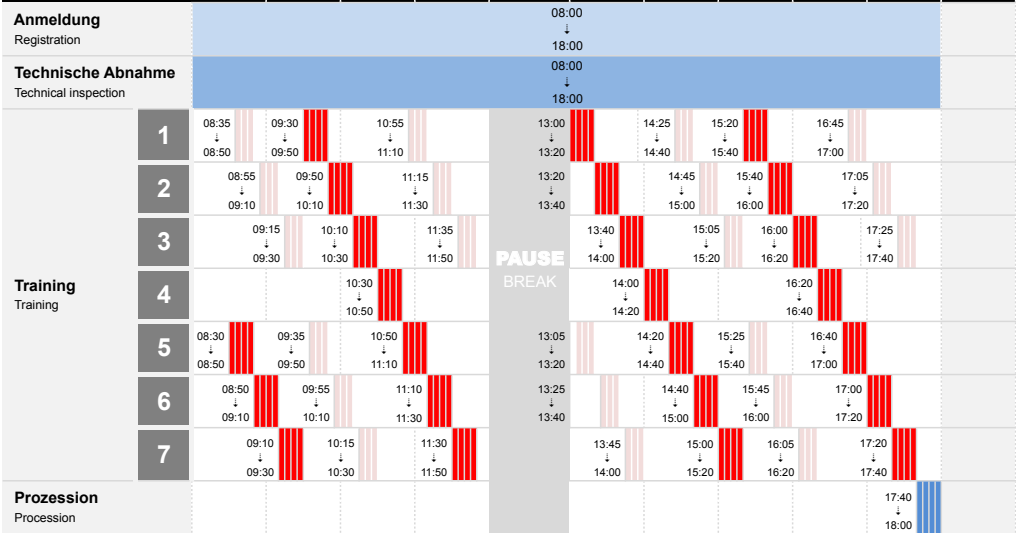 Anmeldung
Registration
08:00
↓
18:00
Technische Abnahme
Technical inspection
08:00
↓
18:00
Training
Training
PAUSE
BREAK
1
08:35 09:30 10:55 13:00 14:25 15:20 16:45
↓ ↓ ↓ ↓ ↓ ↓ ↓
08:50 09:50 11:10 13:20 14:40 15:40 17:00
2
08:55 09:50 11:15 13:20 14:45 15:40 17:05
↓ ↓ ↓ ↓ ↓ ↓ ↓
09:10 10:10 11:30 13:40 15:00 16:00 17:20
3
09:15 10:10 11:35 13:40 15:05 16:00 17:25
↓ ↓ ↓ ↓ ↓ ↓ ↓
09:30 10:30 11:50 14:00 15:20 16:20 17:40
4
10:30 14:00 16:20
↓ ↓ ↓
10:50 14:20 16:40
5
08:30 09:35 10:50 13:05 14:20 15:25 16:40
↓ ↓ ↓ ↓ ↓ ↓ ↓
08:50 09:50 11:10 13:20 14:40 15:40 17:00
6
08:50 09:55 11:10 13:25 14:40 15:45 17:00
↓ ↓ ↓ ↓ ↓ ↓ ↓
09:10 10:10 11:30 13:40 15:00 16:00 17:20
7
09:10 10:15 11:30 13:45 15:00 16:05 17:20
↓ ↓ ↓ ↓ ↓ ↓ ↓
09:30 10:30 11:50 14:00 15:20 16:20 17:40
Prozession
Procession
17:40
↓
18:00